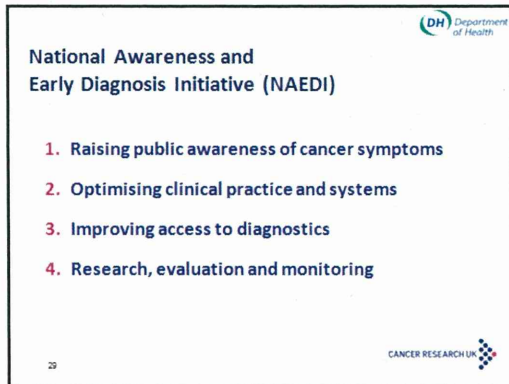 DH Department
of Health
National Awareness and
Early Diagnosis Initiative (NAEDI)
1. Raising public awareness of cancer symptoms
2. Optimising clinical practice and systems
3. Improving access to diagnostics
4. Research, evaluation and monitoring
29
CANCER RESEARCH UK